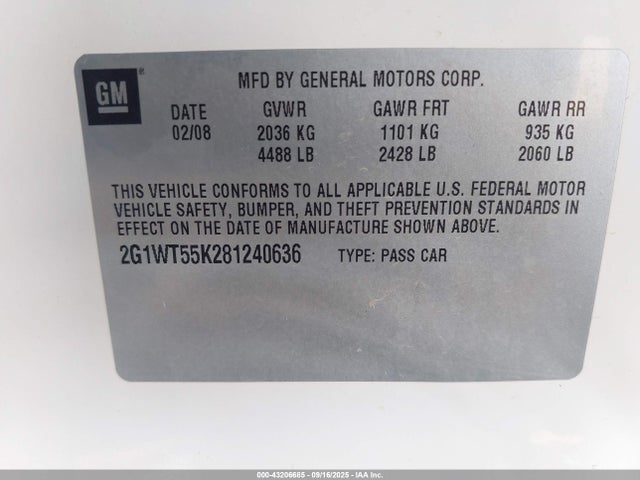 GM®
MFD BY GENERAL MOTORS CORP.
DATE GVWR GAWR FRT GAWR RR
02/08 2036 KG 1101 KG 935 KG
4488 LB 2428 LB 2060 LB
THIS VEHICLE CONFORMS TO ALL APPLICABLE U.S. FEDERAL MOTOR
VEHICLE SAFETY, BUMPER, AND THEFT PREVENTION STANDARDS IN
EFFECT ON THE DATE OF MANUFACTURE SHOWN ABOVE.
2G1WT55K281240636 TYPE: PASS CAR
000-43206665 - 09/16/2025 - IAA Inc.